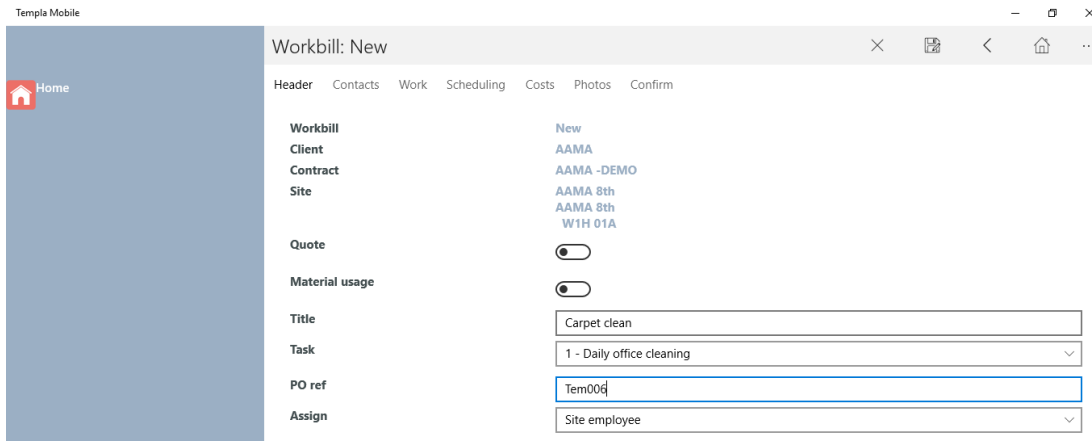 Templa Mobile
Home
Workbill: New
Header Contacts Work Scheduling Costs Photos Confirm
Workbill New
Client AAMA
Contract AAMA -DEMO
Site AAMA 8th
AAMA 8th
W1H 01A
Quote
Material usage
Title Carpet clean
Task 1 - Daily office cleaning
PO ref Tem006
Assign Site employee